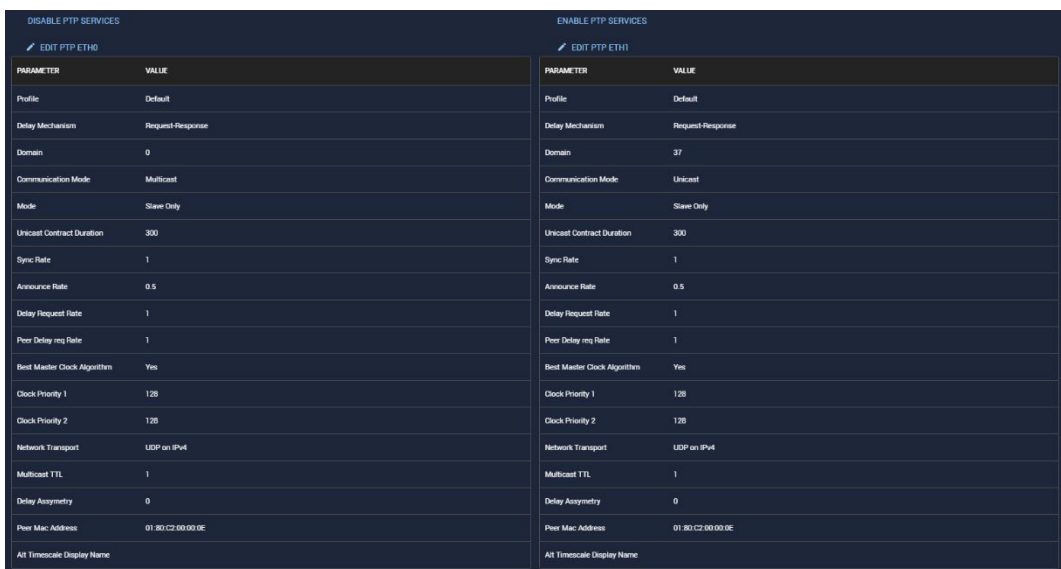 DISABLE PTP SERVICES
EDIT PTP ETH0
PARAMETER VALUE
Profile Default
Delay Mechanism Request-Response
Domain 0
Communication Mode Multicast
Mode Slave Only
Unicast Contract Duration 300
Sync Rate 1
Announce Rate 0.5
Delay Request Rate 1
Peer Delay req Rate 1
Best Master Clock Algorithm Yes
Clock Priority 1 128
Clock Priority 2 128
Network Transport UDP on IPv4
Multicast TTL 1
Delay Assymetry 0
Peer Mac Address 01:80:C2:00:00:0E
Alt Timescale Display Name
ENABLE PTP SERVICES
EDIT PTP ETH1
PARAMETER VALUE
Profile Default
Delay Mechanism Request-Response
Domain 37
Communication Mode Unicast
Mode Slave Only
Unicast Contract Duration 300
Sync Rate 1
Announce Rate 0.5
Delay Request Rate 1
Peer Delay req Rate 1
Best Master Clock Algorithm Yes
Clock Priority 1 128
Clock Priority 2 128
Network Transport UDP on IPv4
Multicast TTL 1
Delay Assymetry 0
Peer Mac Address 01:80:C2:00:00:0E
Alt Timescale Display Name